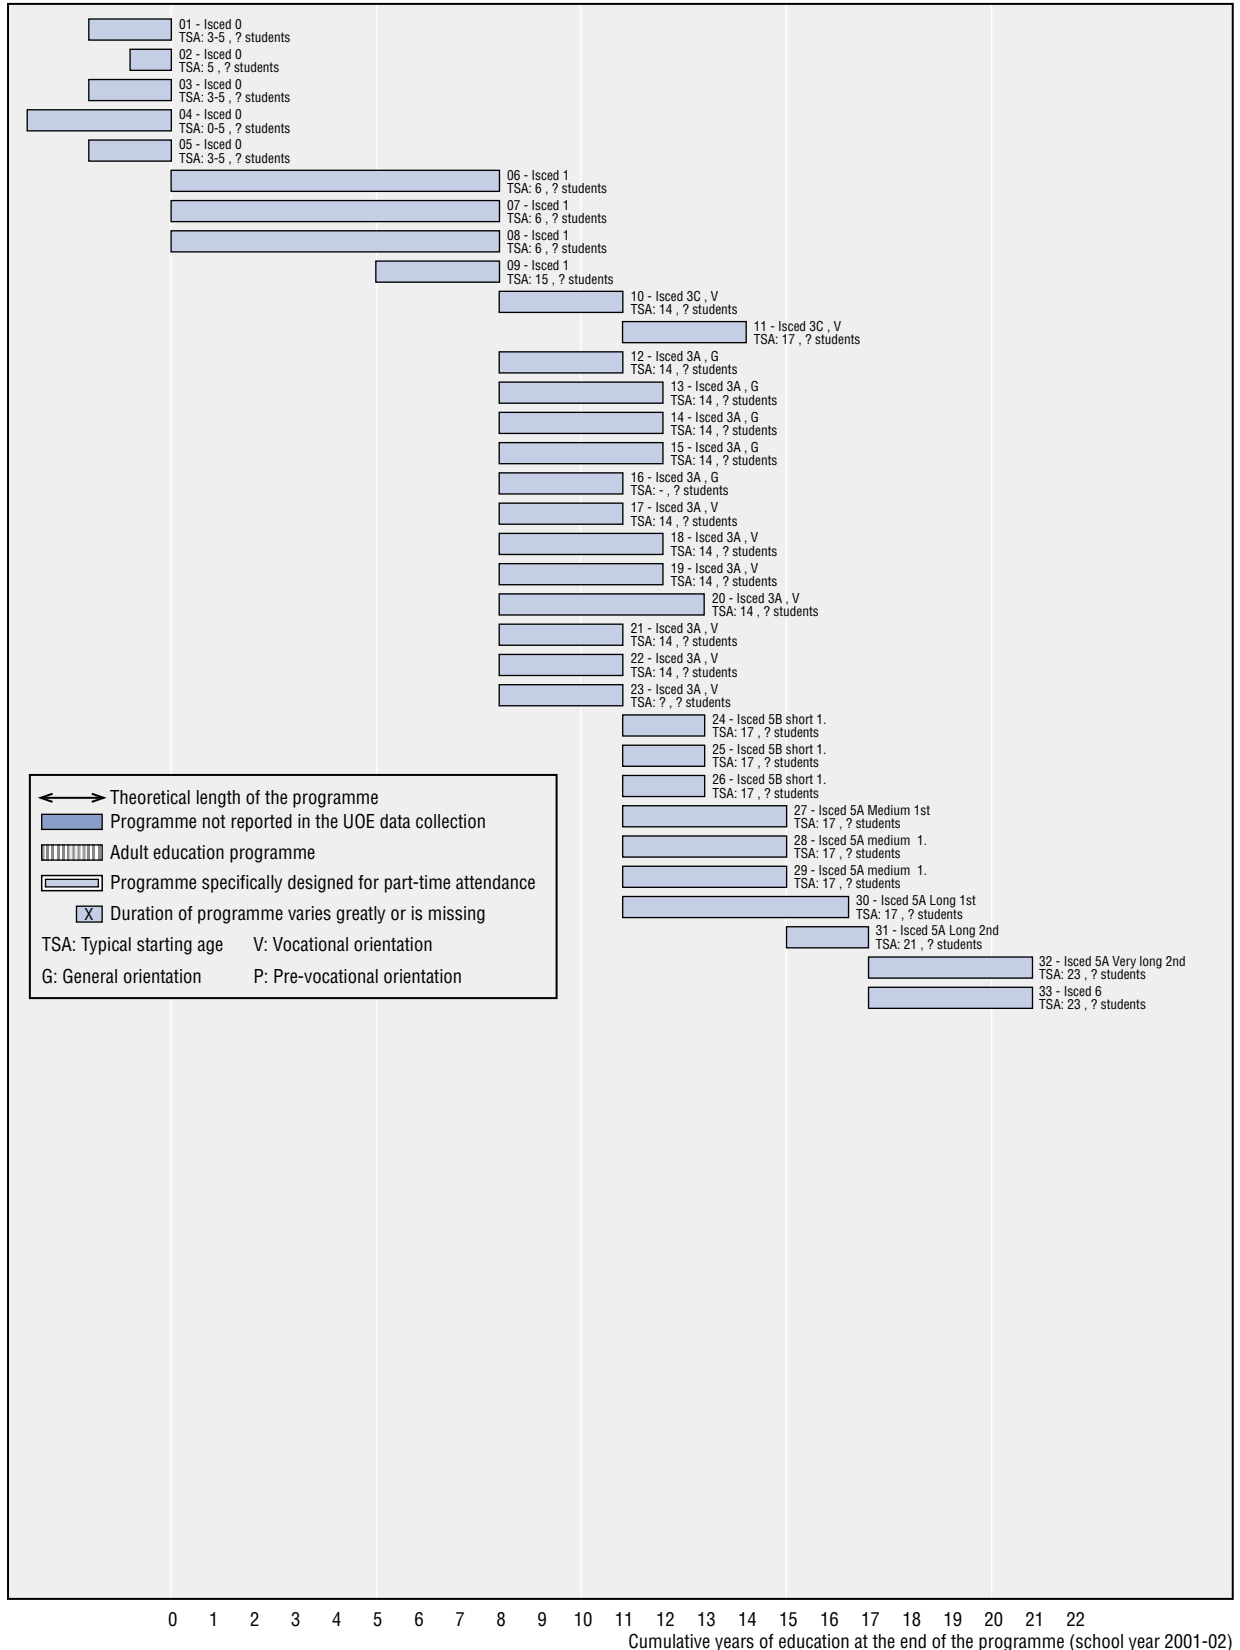 01 - Isced 0
TSA: 3-5 , ? students
02 - Isced 0
TSA: 5 , ? students
03 - Isced 0
TSA: 3-5 , ? students
04 - Isced 0
TSA: 0-5 , ? students
05 - Isced 0
TSA: 3-5 , ? students
06 - Isced 1
TSA: 6 , ? students
07 - Isced 1
TSA: 6 , ? students
08 - Isced 1
TSA: 6 , ? students
09 - Isced 1
TSA: 15 , ? students
10 - Isced 3C , V
TSA: 14 , ? students
11 - Isced 3C , V
TSA: 17 , ? students
12 - Isced 3A , G
TSA: 14 , ? students
13 - Isced 3A , G
TSA: 14 , ? students
14 - Isced 3A , G
TSA: 14 , ? students
15 - Isced 3A , G
TSA: 14 , ? students
16 - Isced 3A , G
TSA: - , ? students
17 - Isced 3A , V
TSA: 14 , ? students
18 - Isced 3A , V
TSA: 14 , ? students
19 - Isced 3A , V
TSA: 14 , ? students
20 - Isced 3A , V
TSA: 14 , ? students
21 - Isced 3A , V
TSA: 14 , ? students
22 - Isced 3A , V
TSA: 14 , ? students
23 - Isced 3A , V
TSA: ? , ? students
24 - Isced 5B short 1.
TSA: 17 , ? students
25 - Isced 5B short 1.
TSA: 17 , ? students
26 - Isced 5B short 1.
TSA: 17 , ? students
27 - Isced 5A Medium 1st
TSA: 17 , ? students
28 - Isced 5A medium 1.
TSA: 17 , ? students
29 - Isced 5A medium 1.
TSA: 17 , ? students
30 - Isced 5A Long 1st
TSA: 17 , ? students
31 - Isced 5A Long 2nd
TSA: 21 , ? students
32 - Isced 5A Very long 2nd
TSA: 23 , ? students
33 - Isced 6
TSA: 23 , ? students
Theoretical length of the programme
Programme not reported in the UOE data collection
Adult education programme
Programme specifically designed for part-time attendance
X Duration of programme varies greatly or is missing
TSA: Typical starting age V: Vocational orientation
G: General orientation P: Pre-vocational orientation
0 1 2 3 4 5 6 7 8 9 10 11 12 13 14 15 16 17 18 19 20 21 22
Cumulative years of education at the end of the programme (school year 2001-02)